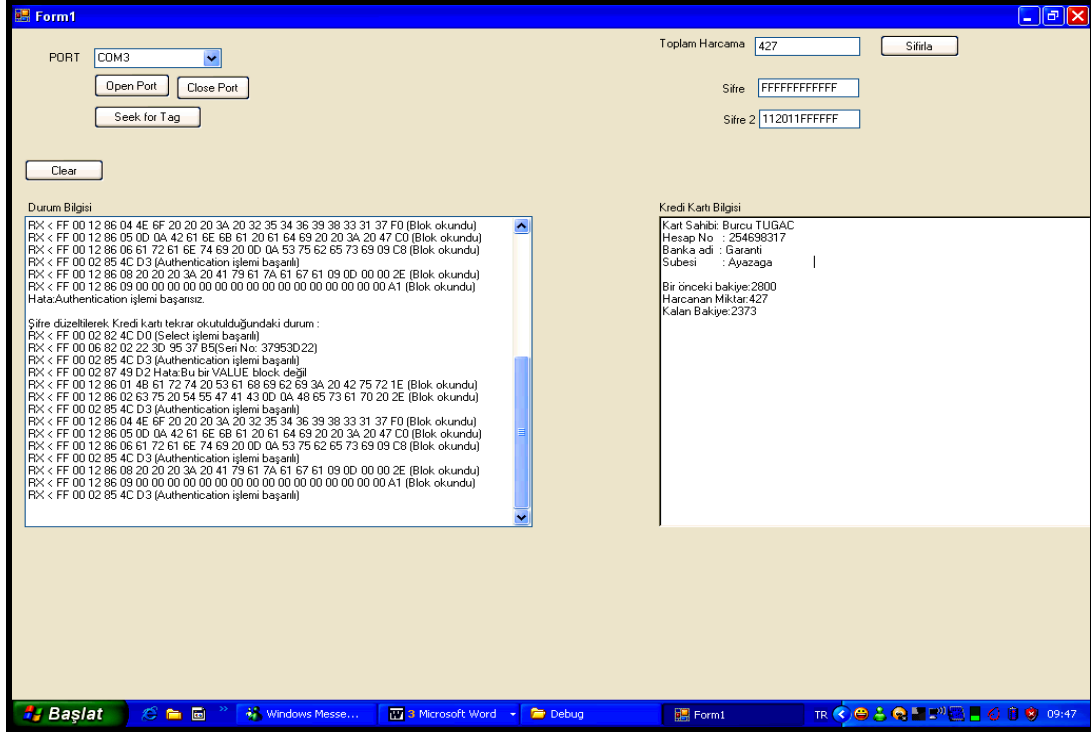 Form1
PORT COM3
Open Port Close Port
Seek for Tag
Toplam Harcama 427 Sifirla
Sifre FFFFFFFFFFFF
Sifre 2 112011FFFFFF
Clear
Durum Bilgisi
RX < FF 00 12 86 04 4E 6F 20 20 20 3A 20 32 35 34 36 39 38 33 31 37 F0 (Blok okundu)
RX < FF 00 12 86 05 0D 0A 42 61 6E 6B 61 20 61 64 69 20 20 3A 20 47 C0 (Blok okundu)
RX < FF 00 12 86 06 61 72 61 6E 74 69 20 0D 0A 53 75 62 65 73 69 09 C8 (Blok okundu)
RX < FF 00 02 85 4C D3 (Authentication işlemi başarılı)
RX < FF 00 12 86 08 20 20 20 3A 20 41 79 61 7A 61 67 61 09 0D 00 00 2E (Blok okundu)
RX < FF 00 12 86 09 00 00 00 00 00 00 00 00 00 00 00 00 00 00 00 00 A1 (Blok okundu)
Hata:Authentication işlemi başarısız.
Şifre düzeltilerek Kredi kartı tekrar okutulduğundaki durum :
RX < FF 00 02 82 4C D0 (Select işlemi başarılı)
RX < FF 00 06 82 02 22 3D 95 37 B5(Seri No: 37953D22)
RX < FF 00 02 85 4C D3 (Authentication işlemi başarılı)
RX < FF 00 02 87 49 D2 Hata:Bu bir VALUE block değil
RX < FF 00 12 86 01 4B 61 72 74 20 53 61 68 69 62 69 3A 20 42 75 72 1E (Blok okundu)
RX < FF 00 12 86 02 63 75 20 54 55 47 41 43 0D 0A 48 65 73 61 70 20 2E (Blok okundu)
RX < FF 00 02 85 4C D3 (Authentication işlemi başarılı)
RX < FF 00 12 86 04 4E 6F 20 20 20 3A 20 32 35 34 36 39 38 33 31 37 F0 (Blok okundu)
RX < FF 00 12 86 05 0D 0A 42 61 6E 6B 61 20 61 64 69 20 20 3A 20 47 C0 (Blok okundu)
RX < FF 00 12 86 06 61 72 61 6E 74 69 20 0D 0A 53 75 62 65 73 69 09 C8 (Blok okundu)
RX < FF 00 02 85 4C D3 (Authentication işlemi başarılı)
RX < FF 00 12 86 08 20 20 20 3A 20 41 79 61 7A 61 67 61 09 0D 00 00 2E (Blok okundu)
RX < FF 00 12 86 09 00 00 00 00 00 00 00 00 00 00 00 00 00 00 00 00 A1 (Blok okundu)
RX < FF 00 02 85 4C D3 (Authentication işlemi başarılı)
Kredi Kartı Bilgisi
Kart Sahibi: Burcu TUGAC
Hesap No : 254698317
Banka adi : Garanti
Subesi : Ayazaga
Bir önceki bakiye:2800
Harcanan Miktar:427
Kalan Bakiye:2373
Başlat Windows Messe... 3 Microsoft Word Debug Form1 TR 09:47